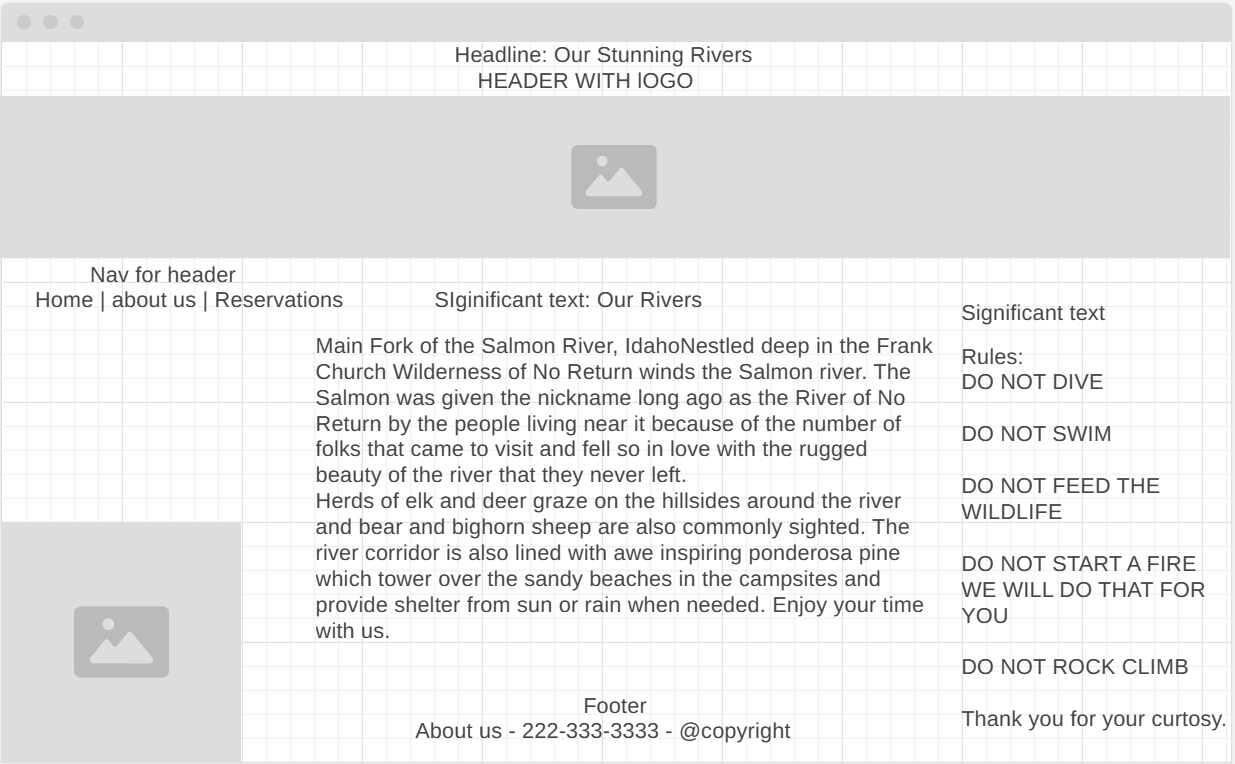 Headline: Our Stunning Rivers
HEADER WITH lOGO
Nav for header
Home | about us | Reservations
SIginificant text: Our Rivers
Main Fork of the Salmon River, IdahoNestled deep in the Frank
Church Wilderness of No Return winds the Salmon river. The
Salmon was given the nickname long ago as the River of No
Return by the people living near it because of the number of
folks that came to visit and fell so in love with the rugged
beauty of the river that they never left.
Herds of elk and deer graze on the hillsides around the river
and bear and bighorn sheep are also commonly sighted. The
river corridor is also lined with awe inspiring ponderosa pine
which tower over the sandy beaches in the campsites and
provide shelter from sun or rain when needed. Enjoy your time
with us.
Significant text
Rules:
DO NOT DIVE
DO NOT SWIM
DO NOT FEED THE
WILDLIFE
DO NOT START A FIRE
WE WILL DO THAT FOR
YOU
DO NOT ROCK CLIMB
Thank you for your curtosy.
Footer
About us - 222-333-3333 - @copyright